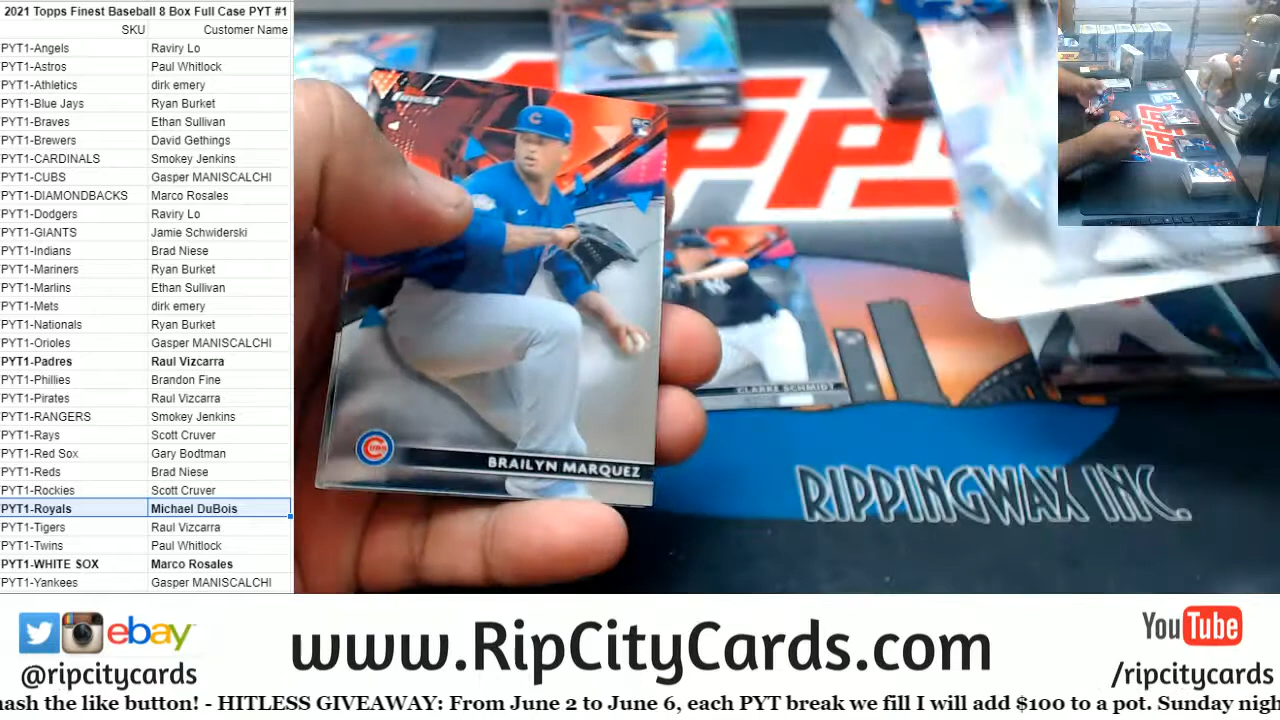 2021 Topps Finest Baseball 8 Box Full Case PYT #1
SKU Customer Name
PYT1-Angels Raviry Lo
PYT1-Astros Paul Whitlock
PYT1-Athletics dirk emery
PYT1-Blue Jays Ryan Burket
PYT1-Braves Ethan Sullivan
PYT1-Brewers David Gethings
PYT1-CARDINALS Smokey Jenkins
PYT1-CUBS Gasper MANISCALCHI
PYT1-DIAMONDBACKS Marco Rosales
PYT1-Dodgers Raviry Lo
PYT1-GIANTS Jamie Schwiderski
PYT1-Indians Brad Niese
PYT1-Mariners Ryan Burket
PYT1-Marlins Ethan Sullivan
PYT1-Mets dirk emery
PYT1-Nationals Ryan Burket
PYT1-Orioles Gasper MANISCALCHI
PYT1-Padres Raul Vizcarra
PYT1-Phillies Brandon Fine
PYT1-Pirates Raul Vizcarra
PYT1-RANGERS Smokey Jenkins
PYT1-Rays Scott Cruver
PYT1-Red Sox Gary Bodtman
PYT1-Reds Brad Niese
PYT1-Rockies Scott Cruver
PYT1-Royals Michael DuBois
PYT1-Tigers Raul Vizcarra
PYT1-Twins Paul Whitlock
PYT1-WHITE SOX Marco Rosales
PYT1-Yankees Gasper MANISCALCHI
Finest
CUBS
BRAILYN MARQUEZ
CLARKE SCHMIDT
RIPPINGWAX INC.
ebay
@ripcitycards
www.RipCityCards.com
YouTube
/ripcitycards
mash the like button! - HITLESS GIVEAWAY: From June 2 to June 6, each PYT break we fill I will add $100 to a pot. Sunday nigh